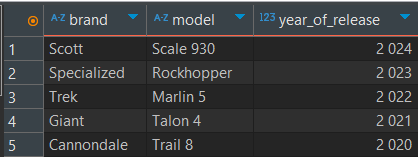 A-Z brand A-Z model 123 year_of_release
1 Scott Scale 930 2 024
2 Specialized Rockhopper 2 023
3 Trek Marlin 5 2 022
4 Giant Talon 4 2 021
5 Cannondale Trail 8 2 020